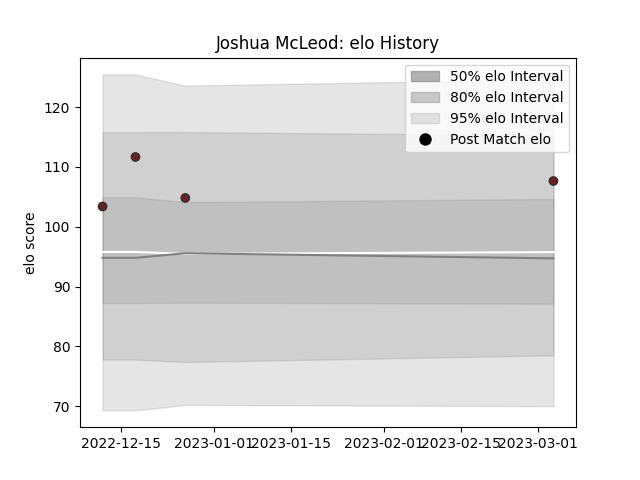 Joshua McLeod: elo History
50% elo Interval
80% elo Interval
95% elo Interval
Post Match elo
elo score
120
110
100
90
80
70
2022-12-15 2023-01-01 2023-01-15 2023-02-01 2023-02-15 2023-03-01